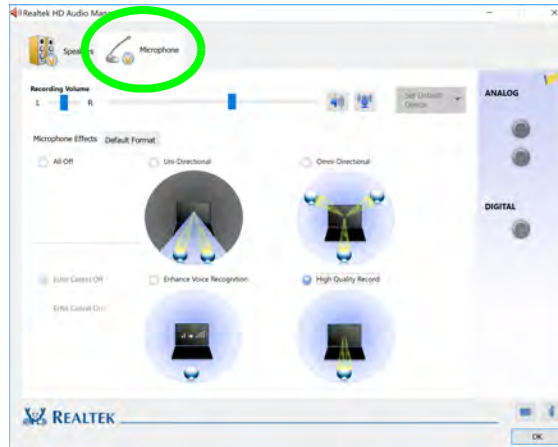 Realtek HD Audio Mana
Speakers
Microphone
Recording Volume
L R
Set Default
Device
ANALOG
Microphone Effects Default Format
All Off
Uni-Directional
Omni-Directional
DIGITAL
Echo Cancel Off
Enhance Voice Recognition
High Quality Record
Echo Cancel On
REALTEK
OK